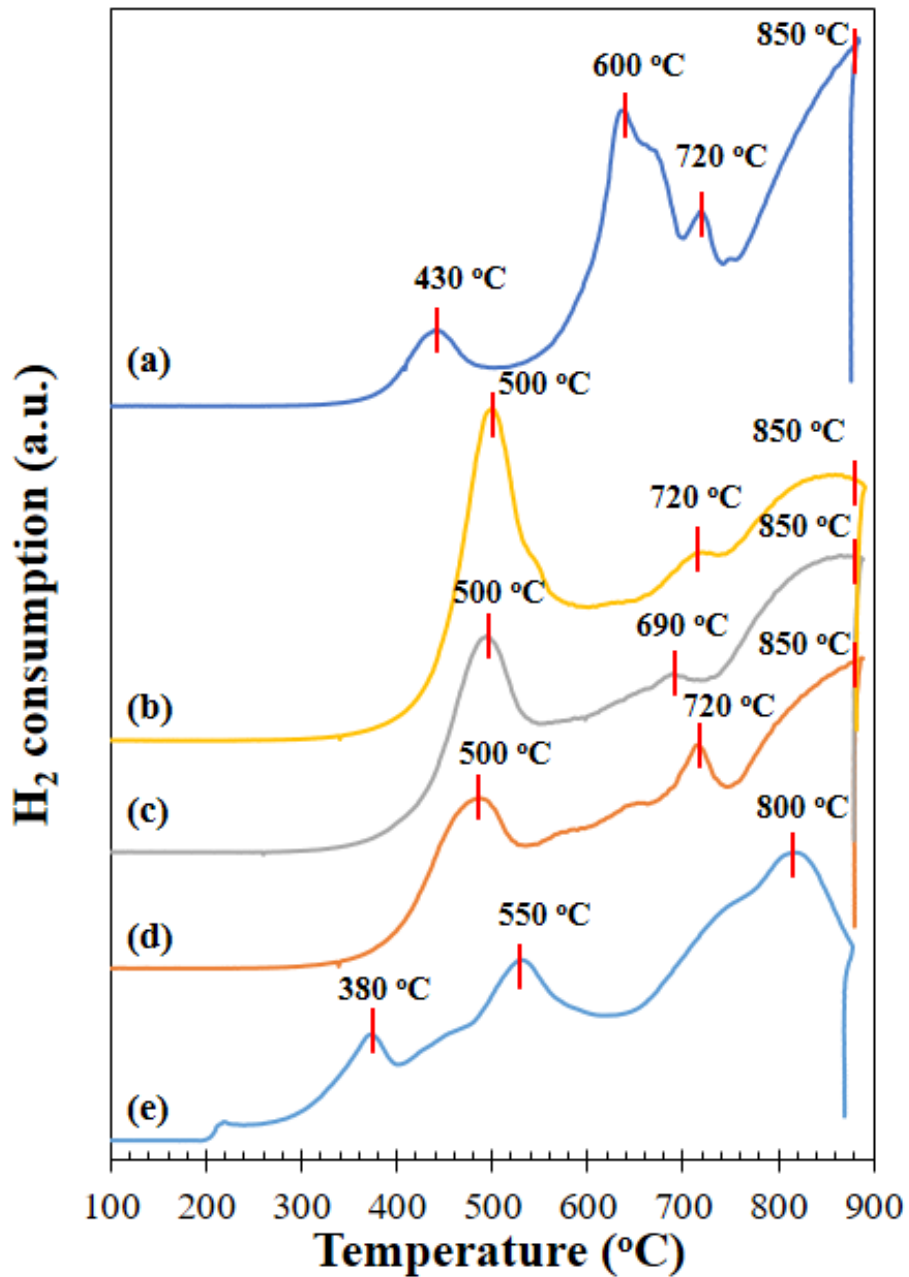 850 °C
600 °C
720 °C
430 °C
(a)
500 °C
850 °C
720 °C
850 °C
500 °C
690 °C
850 °C
(b)
720 °C
500 °C
(c)
800 °C
550 °C
(d)
380 °C
(e)
H₂ consumption (a.u.)
100 200 300 400 500 600 700 800 900
Temperature (°C)